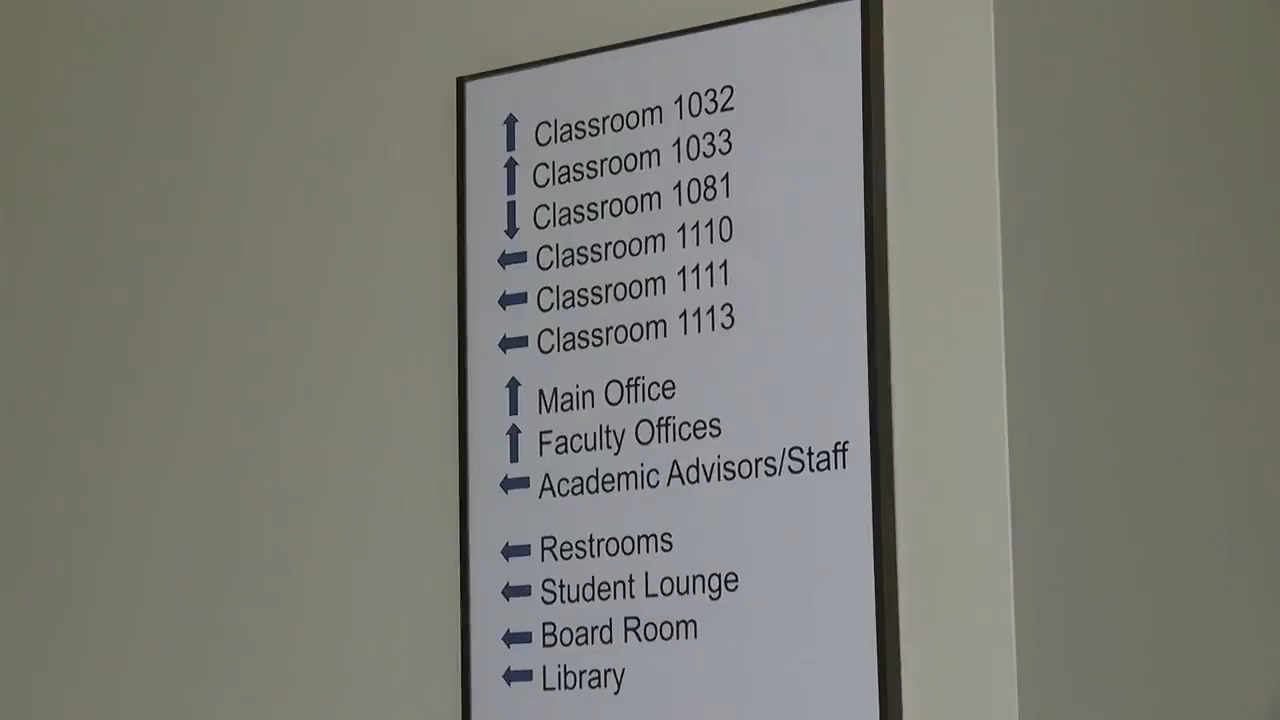 ↑ Classroom 1032
↑ Classroom 1033
↓ Classroom 1081
← Classroom 1110
← Classroom 1111
← Classroom 1113
↑ Main Office
↑ Faculty Offices
← Academic Advisors/Staff
← Restrooms
← Student Lounge
← Board Room
← Library